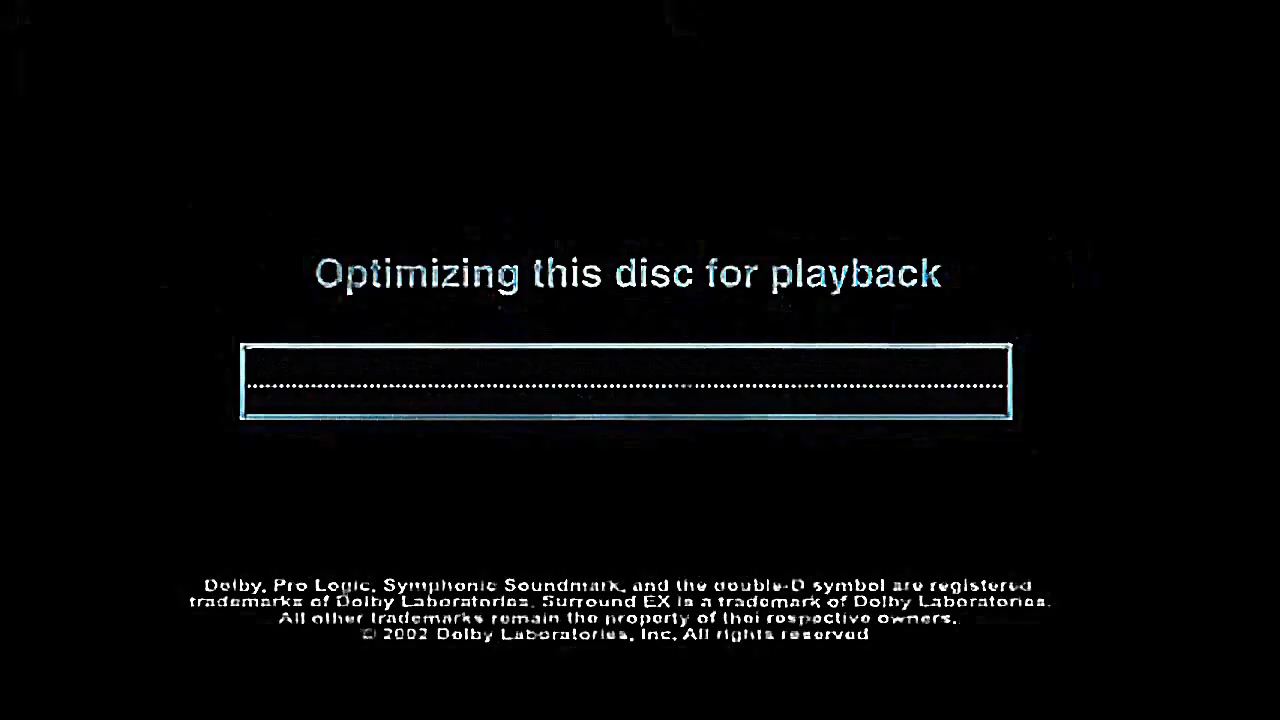 Optimizing this disc for playback
Dolby, Pro Logic, Symphonic Soundmark, and the double-D symbol are registered
trademarks of Dolby Laboratories. Surround EX is a trademark of Dolby Laboratories.
All other trademarks remain the property of thei respective owners.
© 2002 Dolby Laboratories, Inc. All rights reserved